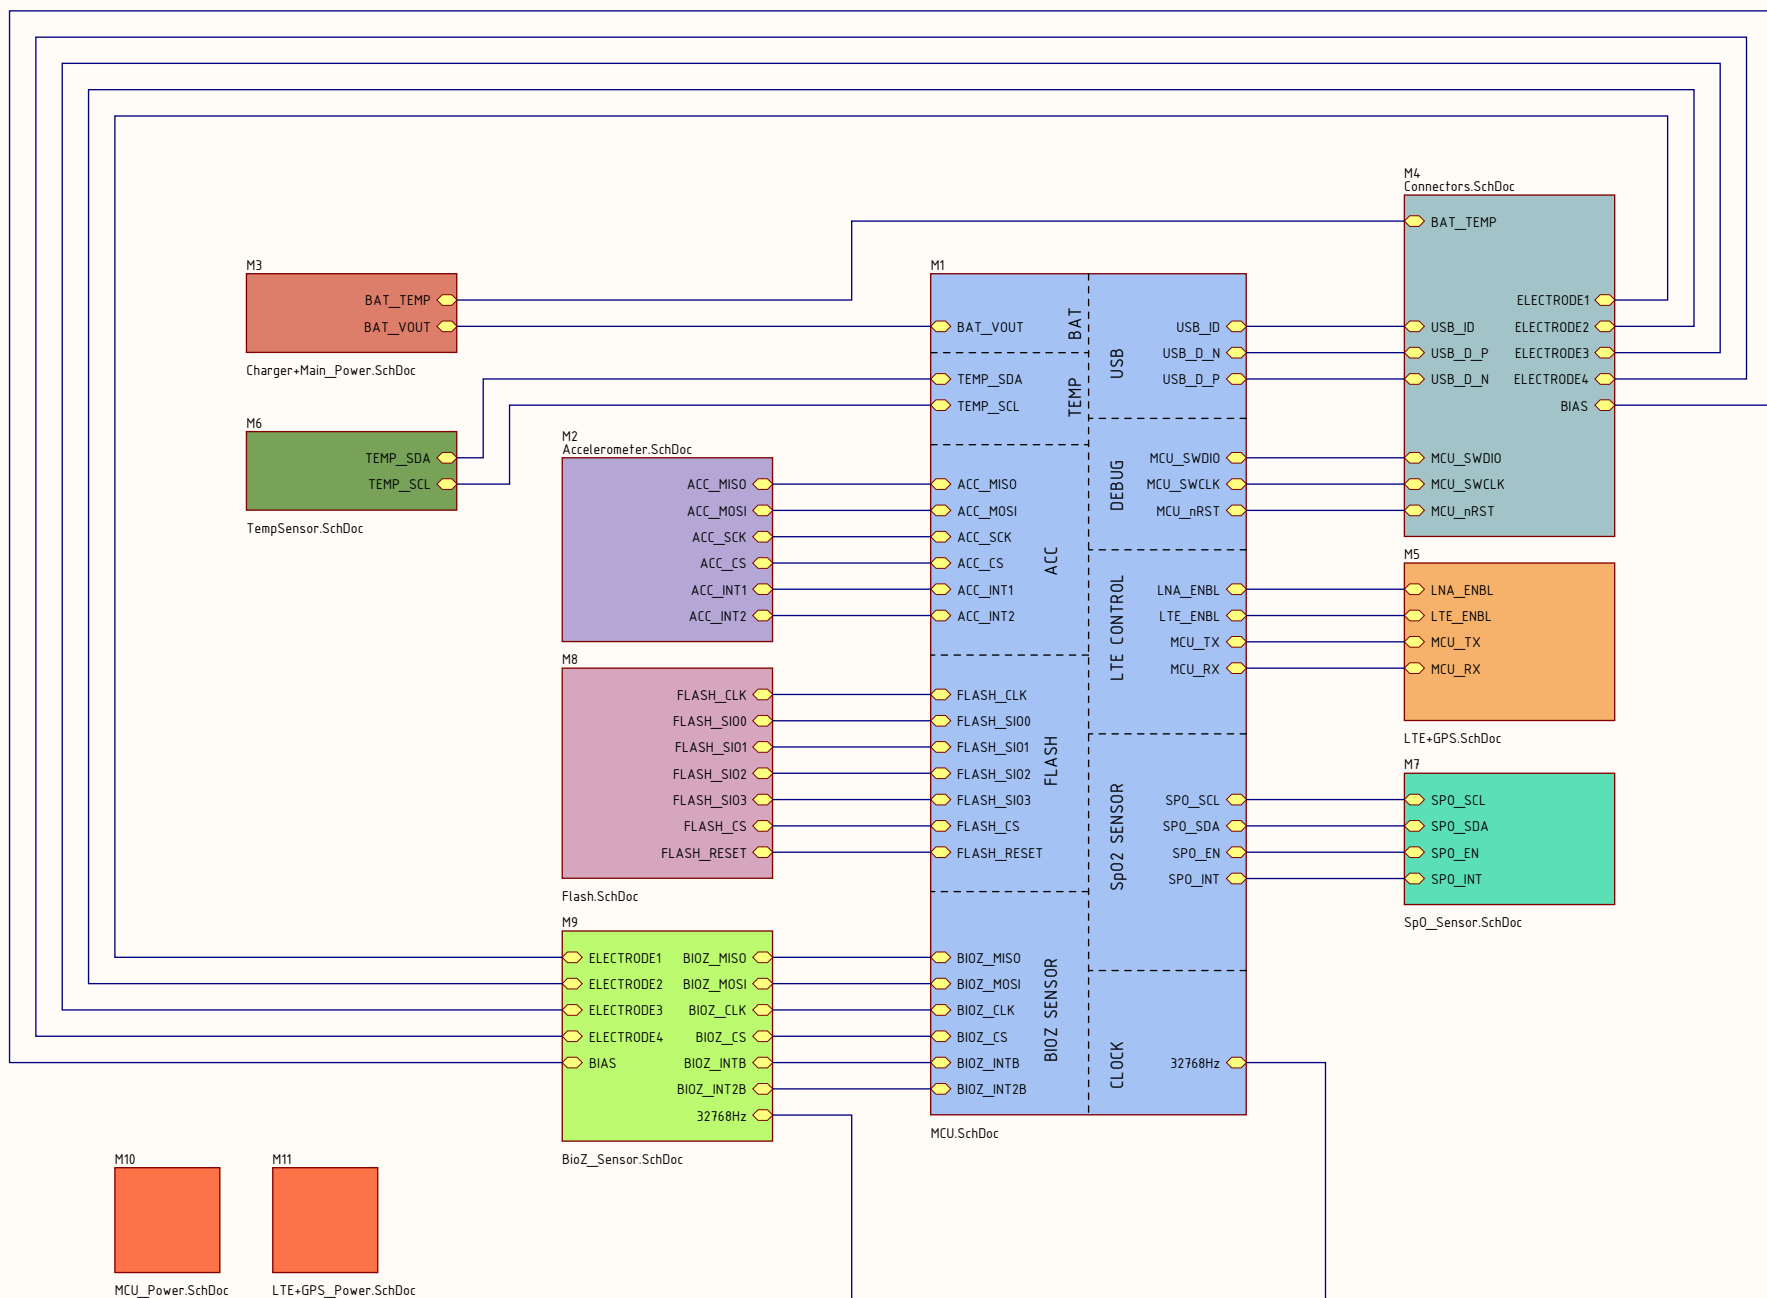 M4
Connectors.SchDoc
BAT_TEMP
ELECTRODE1
USB_ID
ELECTRODE2
USB_D_P
ELECTRODE3
USB_D_N
ELECTRODE4
BIAS
MCU_SWDIO
MCU_SWCLK
MCU_nRST
M3
BAT_TEMP
BAT_VOUT
Charger+Main_Power.SchDoc
M6
TEMP_SDA
TEMP_SCL
TempSensor.SchDoc
M2
Accelerometer.SchDoc
ACC_MISO
ACC_MOSI
ACC_SCK
ACC_CS
ACC_INT1
ACC_INT2
M8
FLASH_CLK
FLASH_SIO0
FLASH_SIO1
FLASH_SIO2
FLASH_SIO3
FLASH_CS
FLASH_RESET
Flash.SchDoc
M9
ELECTRODE1
ELECTRODE2
ELECTRODE3
ELECTRODE4
BIAS
BIOZ_MISO
BIOZ_MOSI
BIOZ_CLK
BIOZ_CS
BIOZ_INTB
BIOZ_INT2B
32768Hz
BioZ_Sensor.SchDoc
M1
BAT_VOUT
BAT
TEMP_SDA
TEMP_SCL
TEMP
ACC_MISO
ACC_MOSI
ACC_SCK
ACC_CS
ACC_INT1
ACC_INT2
ACC
FLASH_CLK
FLASH_SIO0
FLASH_SIO1
FLASH_SIO2
FLASH_SIO3
FLASH_CS
FLASH_RESET
FLASH
BIOZ_MISO
BIOZ_MOSI
BIOZ_CLK
BIOZ_CS
BIOZ_INTB
BIOZ_INT2B
BIOZ SENSOR
USB
USB_ID
USB_D_N
USB_D_P
DEBUG
MCU_SWDIO
MCU_SWCLK
MCU_nRST
LTE CONTROL
LNA_ENBL
LTE_ENBL
MCU_TX
MCU_RX
SpO2 SENSOR
SPO_SCL
SPO_SDA
SPO_EN
SPO_INT
CLOCK
32768Hz
MCU.SchDoc
M5
LNA_ENBL
LTE_ENBL
MCU_TX
MCU_RX
LTE+GPS.SchDoc
M7
SPO_SCL
SPO_SDA
SPO_EN
SPO_INT
SpO_Sensor.SchDoc
M10
MCU_Power.SchDoc
M11
LTE+GPS_Power.SchDoc